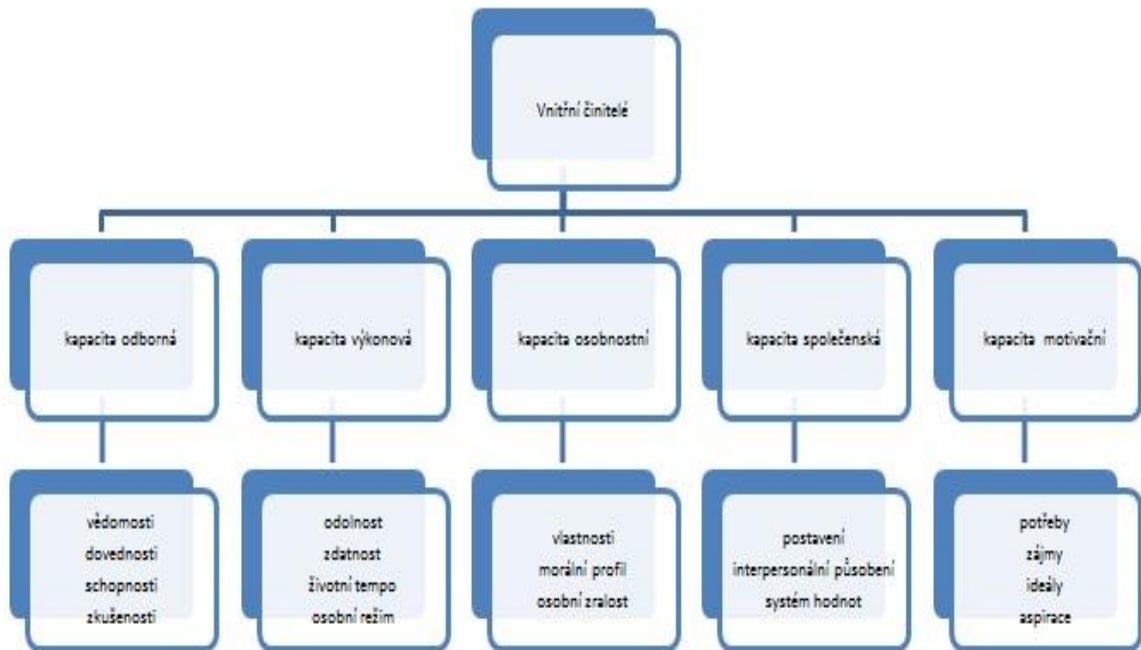 Vnitřní činitelé
kapacita odborná
kapacita výkonová
kapacita osobnostní
kapacita společenská
kapacita motivační
vědomosti
dovednosti
schopnosti
zkušenosti
odolnost
zdatnost
životní tempo
osobní režim
vlastnosti
morální profil
osobní zralost
postavení
interpersonální působení
systém hodnot
potřeby
zájmy
ideály
aspirace